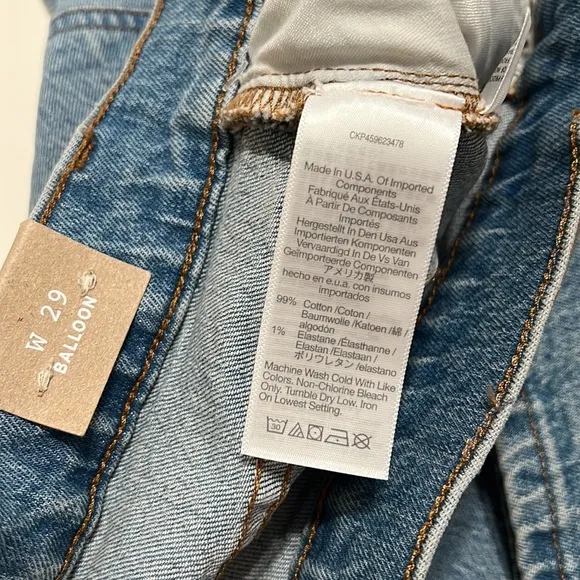 CKP459623478
Made In U.S.A. Of Imported
Components
Fabriqué Aux États-Unis
À Partir De Composants
Importés
Hergestellt In Den Usa Aus
Importierten Komponenten
Vervaardigd In De Vs Van
Geïmporteerde Componenten
アメリカ製
hecho en e.u.a. con insumos
importados
99% Cotton /Coton /
Baumwolle /Katoen /綿 /
algodón
1% Elastane /Élasthanne /
Elastan /Elastaan /
ポリウレタン /elastano
Machine Wash Cold With Like
Colors. Non-Chlorine Bleach
Only. Tumble Dry Low. Iron
On Lowest Setting.
30
W 29
BALLOON